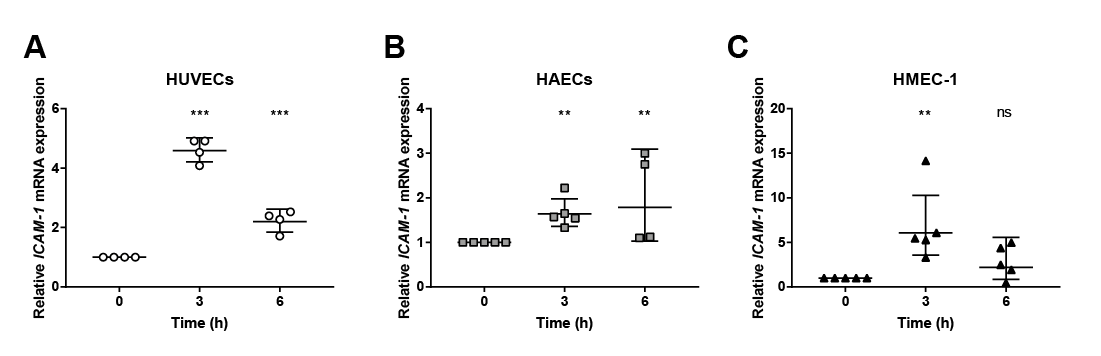 A
HUVECs
Relative ICAM-1 mRNA expression
6
4
2
0
***
***
0
3
6
Time (h)
B
HAECs
Relative ICAM-1 mRNA expression
4
3
2
1
0
**
**
0
3
6
Time (h)
C
HMEC-1
Relative ICAM-1 mRNA expression
20
15
10
5
0
**
ns
0
3
6
Time (h)